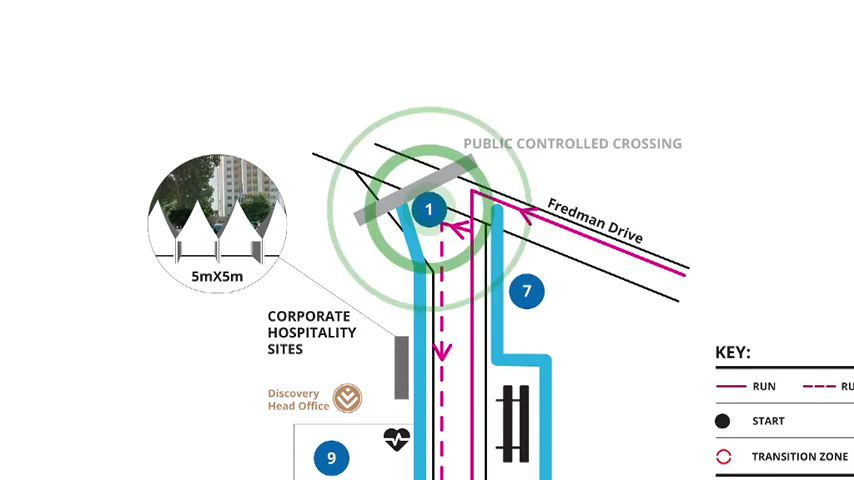 PUBLIC CONTROLLED CROSSING
1
Fredman Drive
5mX5m
7
CORPORATE
HOSPITALITY
SITES
Discovery
Head Office
9
KEY:
RUN
RU
START
TRANSITION ZONE